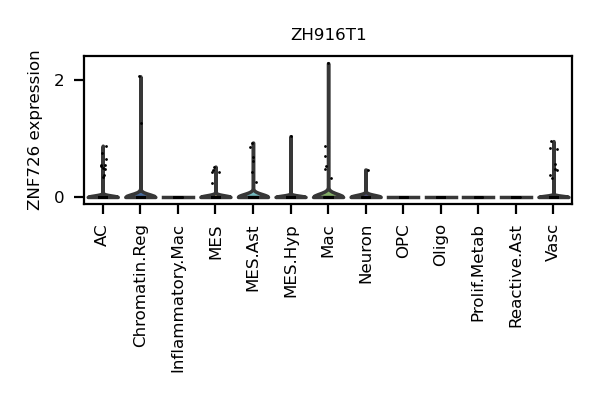 ZH916T1
ZNF726 expression
2
0
AC
Chromatin.Reg
Inflammatory.Mac
MES
MES.Ast
MES.Hyp
Mac
Neuron
OPC
Oligo
Prolif.Metab
Reactive.Ast
Vasc